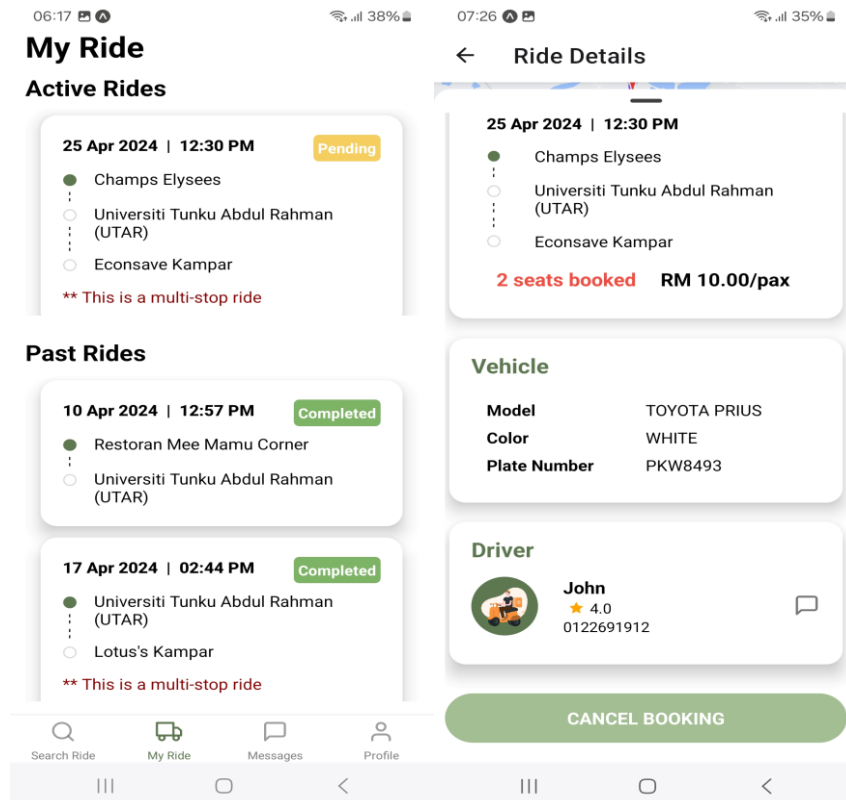 06:17 38%
My Ride
Active Rides
25 Apr 2024 | 12:30 PM Pending
Champs Elysees
Universiti Tunku Abdul Rahman
(UTAR)
Econsave Kampar
** This is a multi-stop ride
Past Rides
10 Apr 2024 | 12:57 PM Completed
Restoran Mee Mamu Corner
Universiti Tunku Abdul Rahman
(UTAR)
17 Apr 2024 | 02:44 PM Completed
Universiti Tunku Abdul Rahman
(UTAR)
Lotus's Kampar
** This is a multi-stop ride
Search Ride My Ride Messages Profile
07:26 35%
Ride Details
25 Apr 2024 | 12:30 PM
Champs Elysees
Universiti Tunku Abdul Rahman
(UTAR)
Econsave Kampar
2 seats booked RM 10.00/pax
Vehicle
Model TOYOTA PRIUS
Color WHITE
Plate Number PKW8493
Driver
John
4.0
0122691912
CANCEL BOOKING